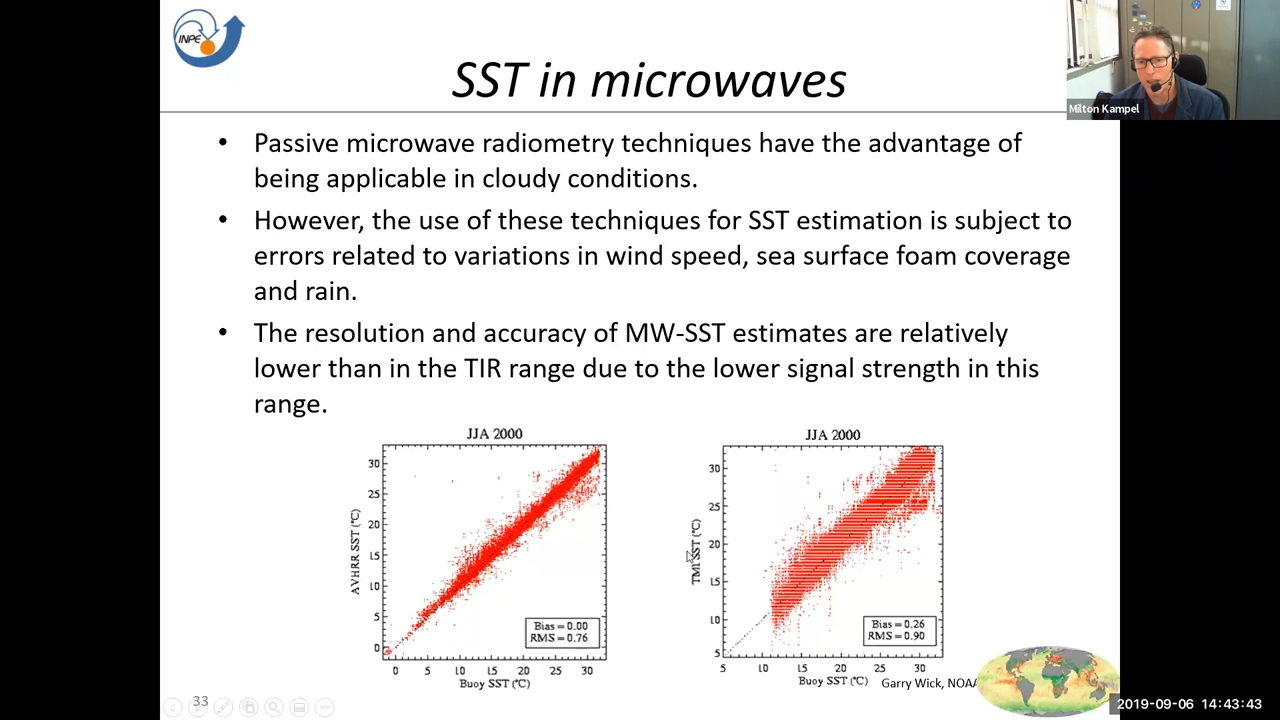 INPE
SST in microwaves
Milton Kampel
• Passive microwave radiometry techniques have the advantage of
being applicable in cloudy conditions.
• However, the use of these techniques for SST estimation is subject to
errors related to variations in wind speed, sea surface foam coverage
and rain.
• The resolution and accuracy of MW-SST estimates are relatively
lower than in the TIR range due to the lower signal strength in this
range.
JJA 2000
AVHRR SST (°C)
30
25
20
15
10
5
0
0 5 10 15 20 25 30
Buoy SST (°C)
Bias = 0.00
RMS = 0.76
JJA 2000
TMI SST (°C)
30
25
20
15
10
5
5 10 15 20 25 30
Buoy SST (°C)
Bias = 0.26
RMS = 0.90
Garry Wick, NOAA
33
2019-09-06 14:43:43